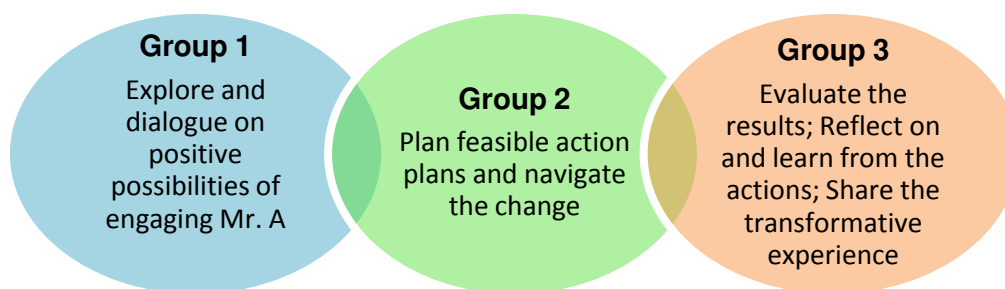 Group 1
Explore and
dialogue on
positive
possibilities of
engaging Mr. A
Group 2
Plan feasible action
plans and navigate
the change
Group 3
Evaluate the
results; Reflect on
and learn from the
actions; Share the
transformative
experience